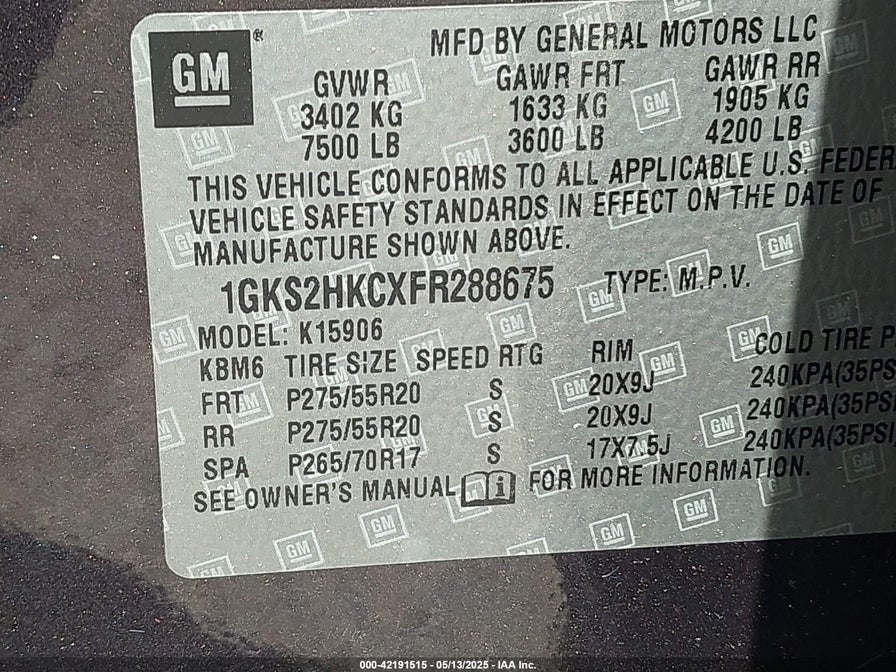 GM ®
MFD BY GENERAL MOTORS LLC
GVWR GAWR FRT GAWR RR
3402 KG 1633 KG 1905 KG
7500 LB 3600 LB 4200 LB
THIS VEHICLE CONFORMS TO ALL APPLICABLE U.S. FEDER
VEHICLE SAFETY STANDARDS IN EFFECT ON THE DATE OF
MANUFACTURE SHOWN ABOVE.
1GKS2HKCXFR288675 TYPE: M.P.V.
MODEL: K15906
KBM6 TIRE SIZE SPEED RTG RIM COLD TIRE P
FRT P275/55R20 S 20X9J 240KPA(35PS
RR P275/55R20 S 20X9J 240KPA(35PS
SPA P265/70R17 S 17X7.5J 240KPA(35PSI
SEE OWNER'S MANUAL i FOR MORE INFORMATION.
000-42191515 - 05/13/2025 - IAA Inc.